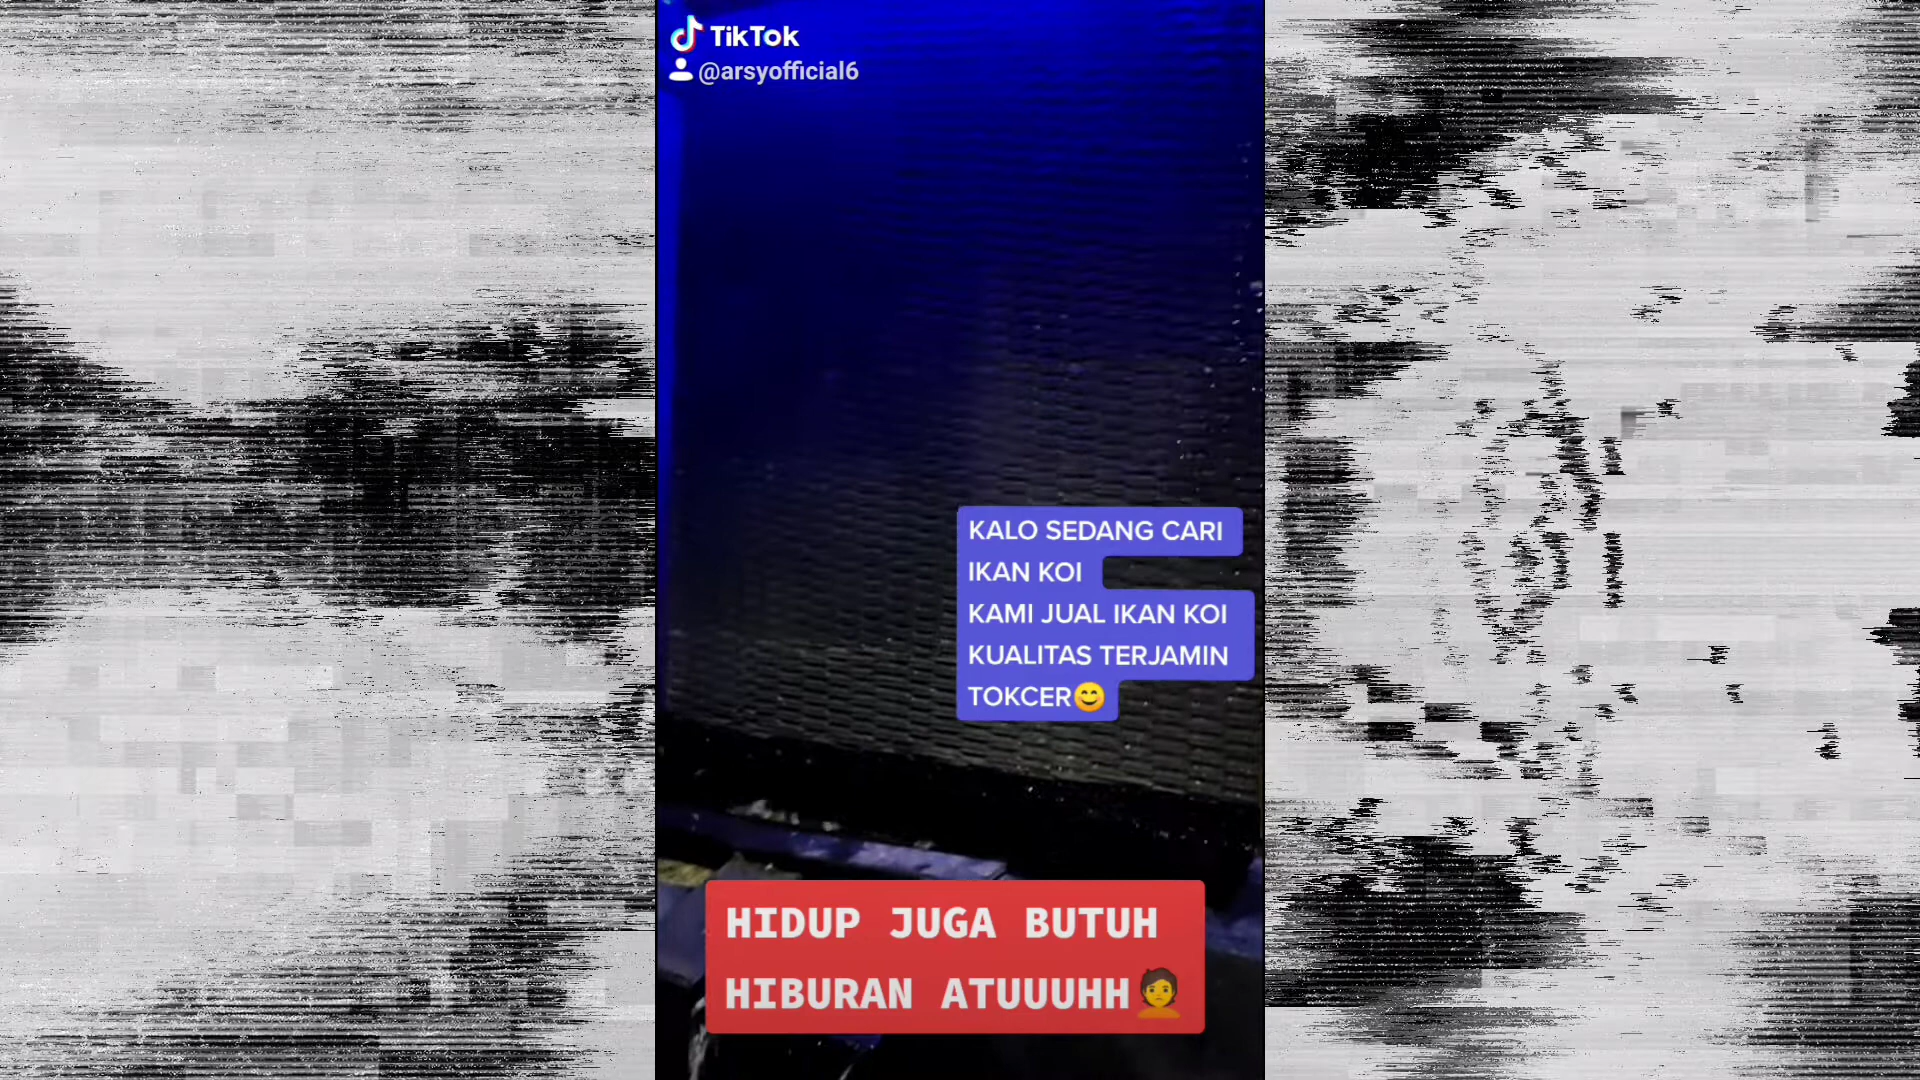 TikTok
@arsyofficial6
KALO SEDANG CARI
IKAN KOI
KAMI JUAL IKAN KOI
KUALITAS TERJAMIN
TOKCER😊
HIDUP JUGA BUTUH
HIBURAN ATUUUHH🙍